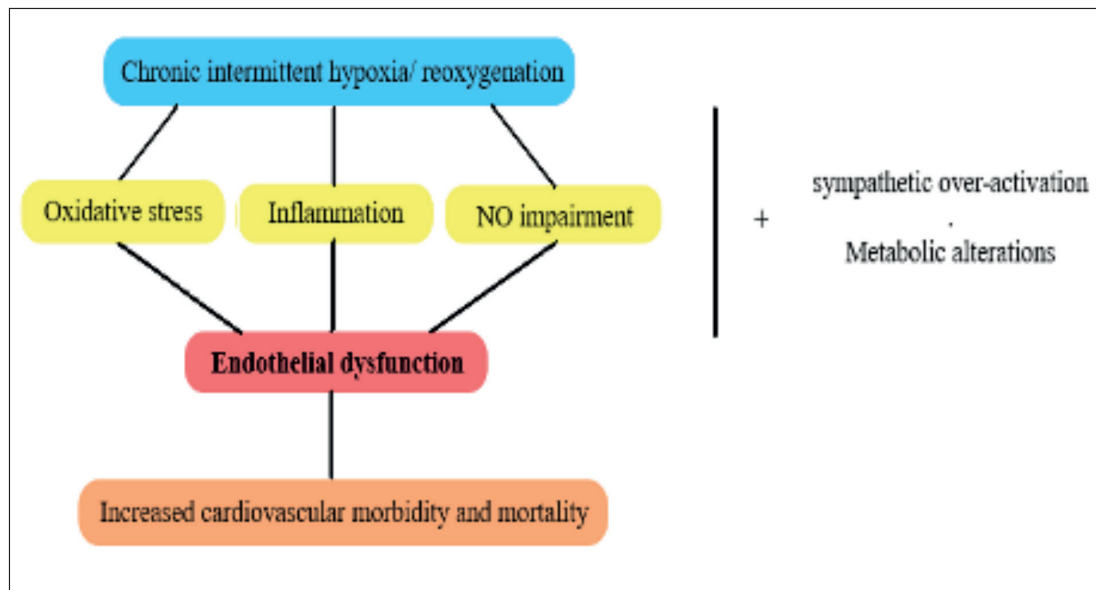 Chronic intermittent hypoxia/ reoxygenation
Oxidative stress
Inflammation
NO impairment
+
sympathetic over-activation
.
Metabolic alterations
Endothelial dysfunction
Increased cardiovascular morbidity and mortality